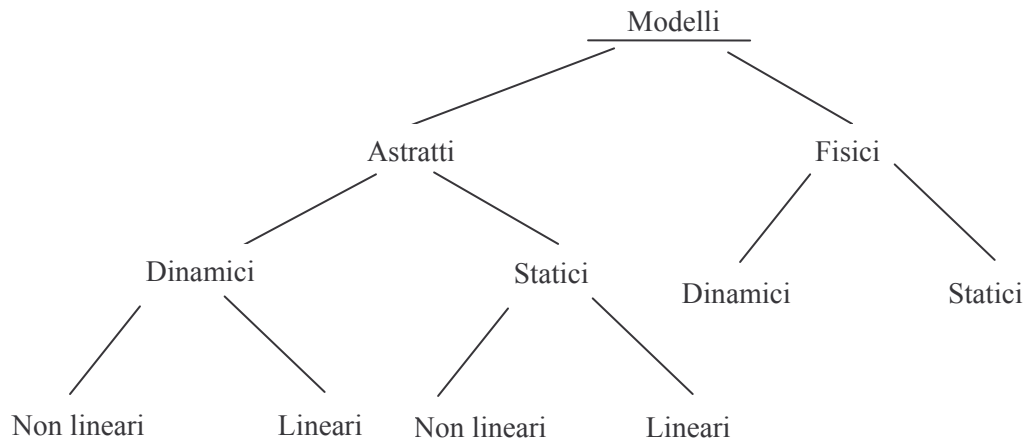 Modelli
Astratti
Fisici
Dinamici
Statici
Dinamici
Statici
Non lineari
Lineari
Non lineari
Lineari